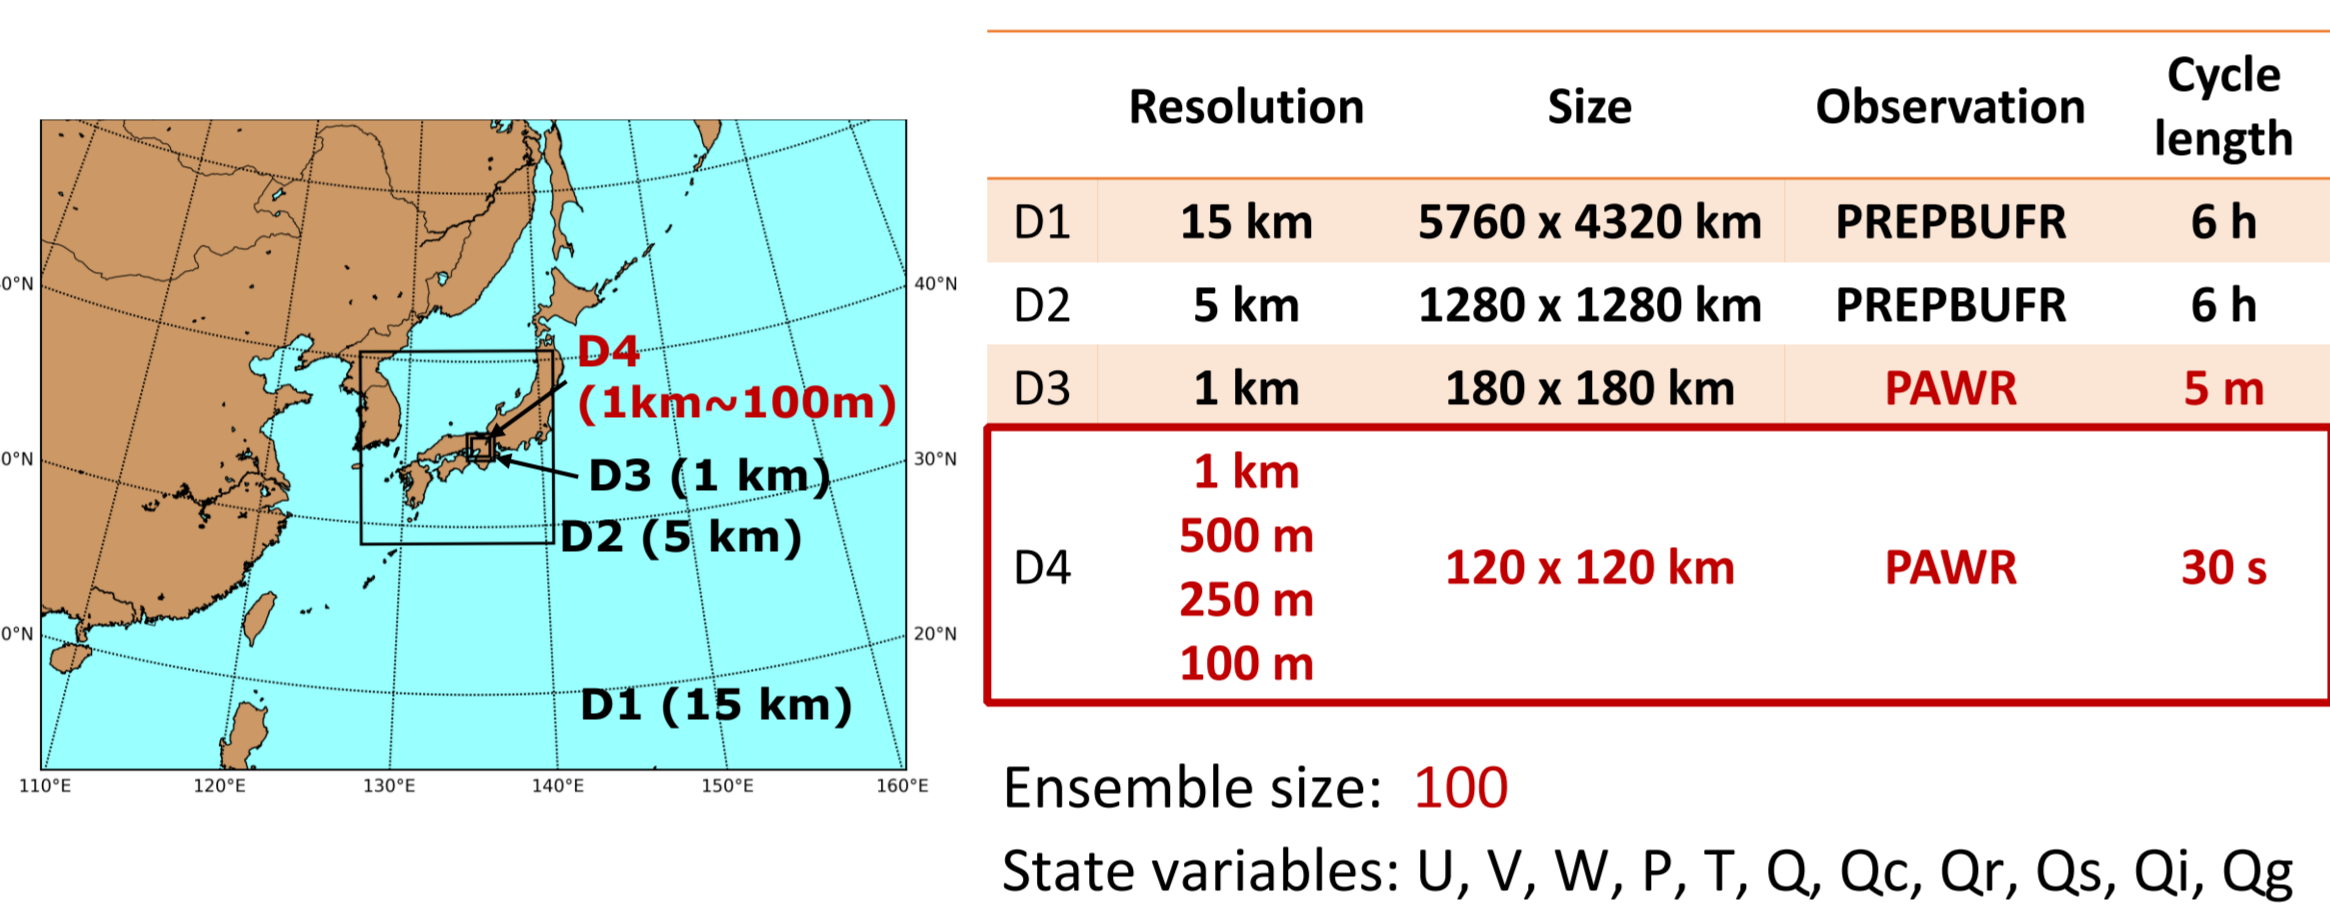 0°N
0°N
0°N
40°N
30°N
20°N
110°E 120°E 130°E 140°E 150°E 160°E
D4
(1km~100m)
D3 (1 km)
D2 (5 km)
D1 (15 km)
Resolution Size Observation Cycle length
D1 15 km 5760 x 4320 km PREPBUFR 6 h
D2 5 km 1280 x 1280 km PREPBUFR 6 h
D3 1 km 180 x 180 km PAWR 5 m
1 km
500 m
D4 120 x 120 km PAWR 30 s
250 m
100 m
Ensemble size: 100
State variables: U, V, W, P, T, Q, Qc, Qr, Qs, Qi, Qg